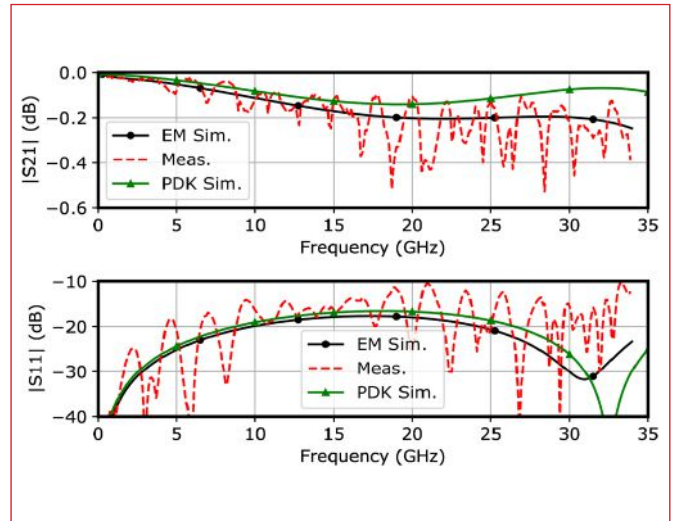 0.0
−0.2
−0.4
−0.6
|S21| (dB)
EM Sim.
Meas.
PDK Sim.
0 5 10 15 20 25 30 35
Frequency (GHz)
−10
−20
−30
−40
|S11| (dB)
EM Sim.
Meas.
PDK Sim.
0 5 10 15 20 25 30 35
Frequency (GHz)